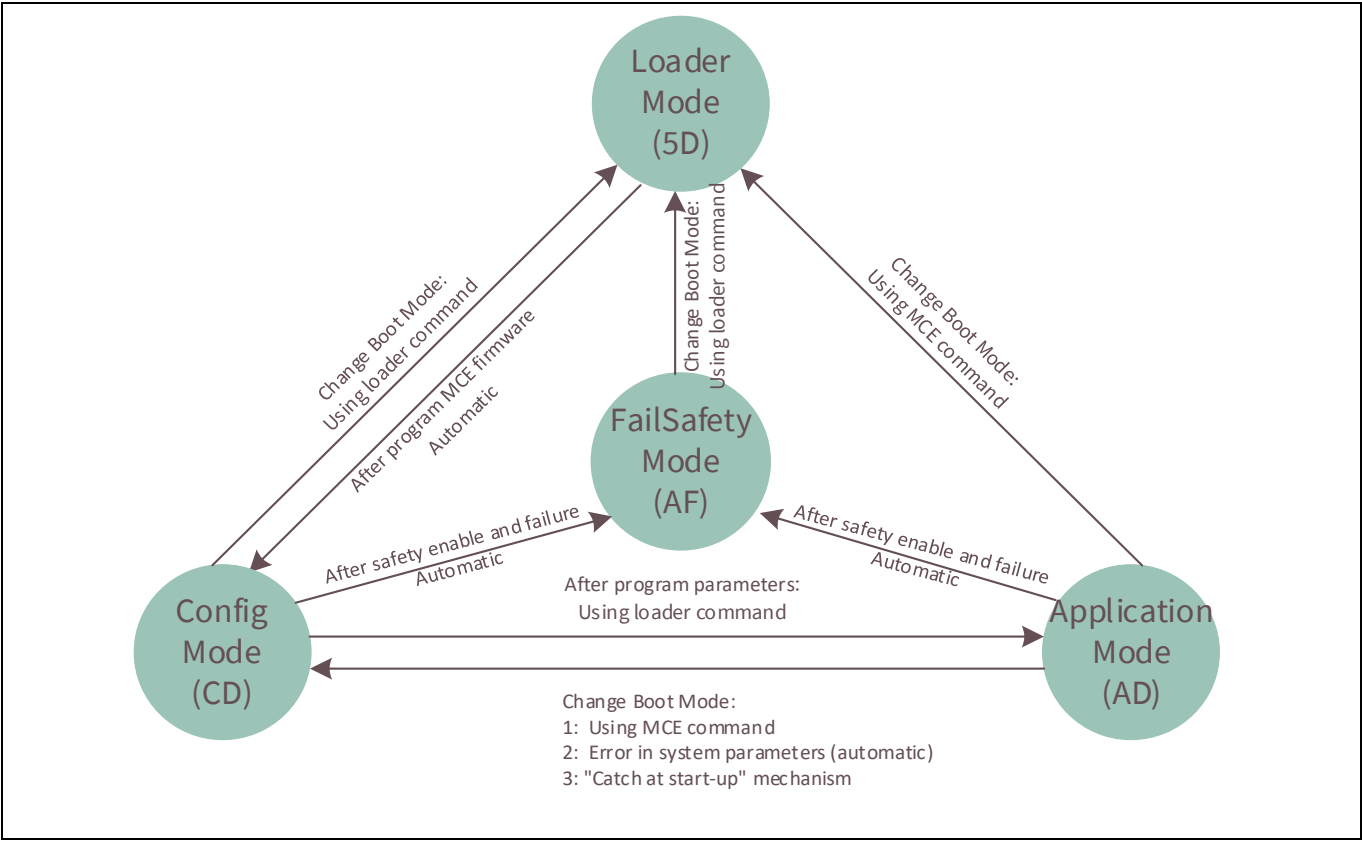 Loader
Mode
(5D)
Change Boot Mode:
Using loader command
After program MCE firmware
Automatic
Change Boot Mode:
Using loader command
Change Boot Mode:
Using MCE command
FailSafety
Mode
(AF)
After safety enable and failure
Automatic
After safety enable and failure
Automatic
After program parameters:
Using loader command
Config
Mode
(CD)
Application
Mode
(AD)
Change Boot Mode:
1: Using MCE command
2: Error in system parameters (automatic)
3: "Catch at start-up" mechanism